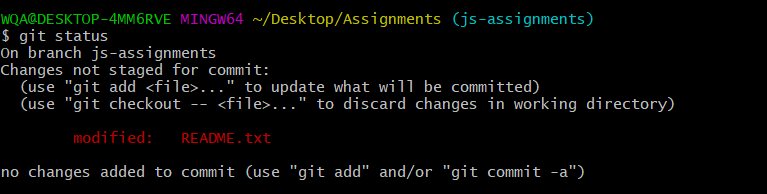 WQA@DESKTOP-4MM6RVE MINGW64 ~/Desktop/Assignments (js-assignments)
$ git status
On branch js-assignments
Changes not staged for commit:
  (use "git add <file>..." to update what will be committed)
  (use "git checkout -- <file>..." to discard changes in working directory)

        modified:   README.txt

no changes added to commit (use "git add" and/or "git commit -a")